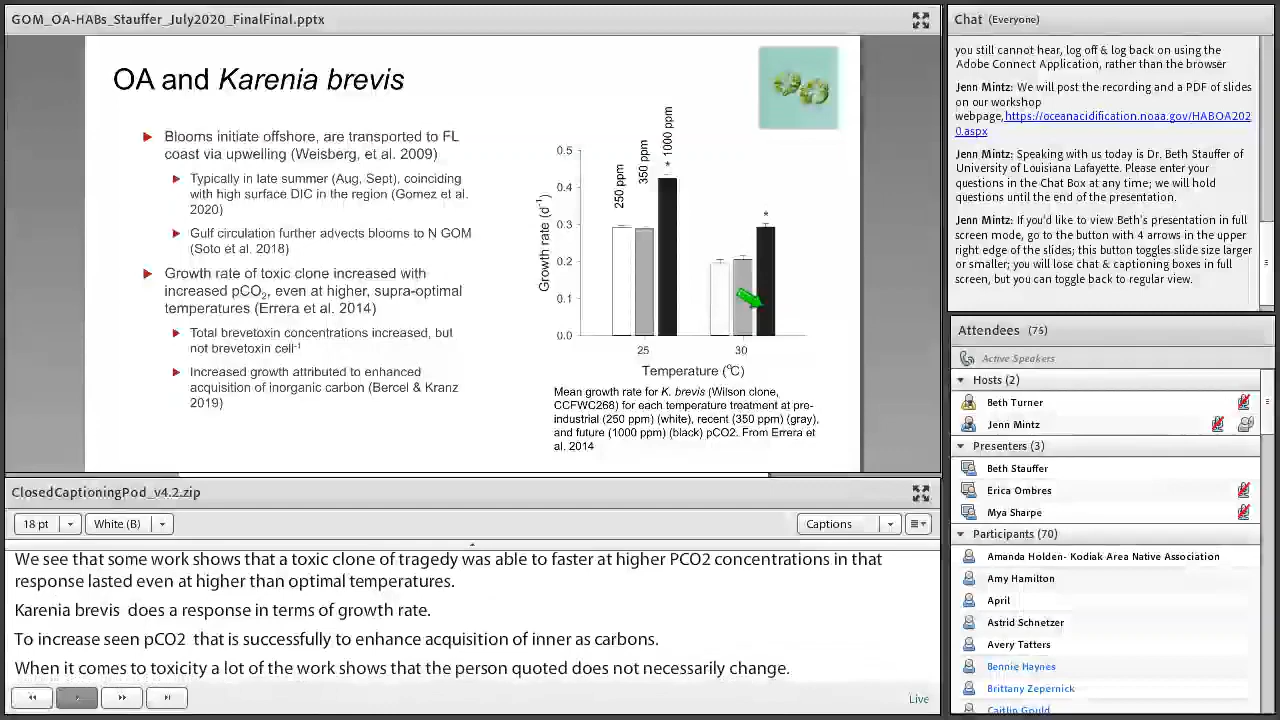 GOM_OA-HABs_Stauffer_July2020_FinalFinal.pptx
OA and Karenia brevis
Blooms initiate offshore, are transported to FL
coast via upwelling (Weisberg, et al. 2009)
Typically in late summer (Aug, Sept), coinciding
with high surface DIC in the region (Gomez et al.
2020)
Gulf circulation further advects blooms to N GOM
(Soto et al. 2018)
Growth rate of toxic clone increased with
increased pCO2, even at higher, supra-optimal
temperatures (Errera et al. 2014)
Total brevetoxin concentrations increased, but
not brevetoxin cell-1
Increased growth attributed to enhanced
acquisition of inorganic carbon (Bercel & Kranz
2019)
250 ppm
350 ppm
* 1000 ppm
*
Growth rate (d-1)
0.5
0.4
0.3
0.2
0.1
0.0
25
30
Temperature (°C)
Mean growth rate for K. brevis (Wilson clone,
CCFWC268) for each temperature treatment at pre-
industrial (250 ppm) (white), recent (350 ppm) (gray),
and future (1000 ppm) (black) pCO2. From Errera et
al. 2014
ClosedCaptioningPod_v4.2.zip
18 pt
White (B)
Captions
We see that some work shows that a toxic clone of tragedy was able to faster at higher PCO2 concentrations in that
response lasted even at higher than optimal temperatures.
Karenia brevis does a response in terms of growth rate.
To increase seen pCO2 that is successfully to enhance acquisition of inner as carbons.
When it comes to toxicity a lot of the work shows that the person quoted does not necessarily change.
Live
Chat (Everyone)
you still cannot hear, log off & log back on using the
Adobe Connect Application, rather than the browser
Jenn Mintz: We will post the recording and a PDF of slides
on our workshop
webpage,https://oceanacidification.noaa.gov/HABOA202
0.aspx
Jenn Mintz: Speaking with us today is Dr. Beth Stauffer of
University of Louisiana Lafayette. Please enter your
questions in the Chat Box at any time; we will hold
questions until the end of the presentation.
Jenn Mintz: If you'd like to view Beth's presentation in full
screen mode, go to the button with 4 arrows in the upper
right edge of the slides; this button toggles slide size larger
or smaller; you will lose chat & captioning boxes in full
screen, but you can toggle back to regular view.
Attendees (75)
Active Speakers
Hosts (2)
Beth Turner
Jenn Mintz
Presenters (3)
Beth Stauffer
Erica Ombres
Mya Sharpe
Participants (70)
Amanda Holden- Kodiak Area Native Association
Amy Hamilton
April
Astrid Schnetzer
Avery Tatters
Bennie Haynes
Brittany Zepernick
Caitlin Gould